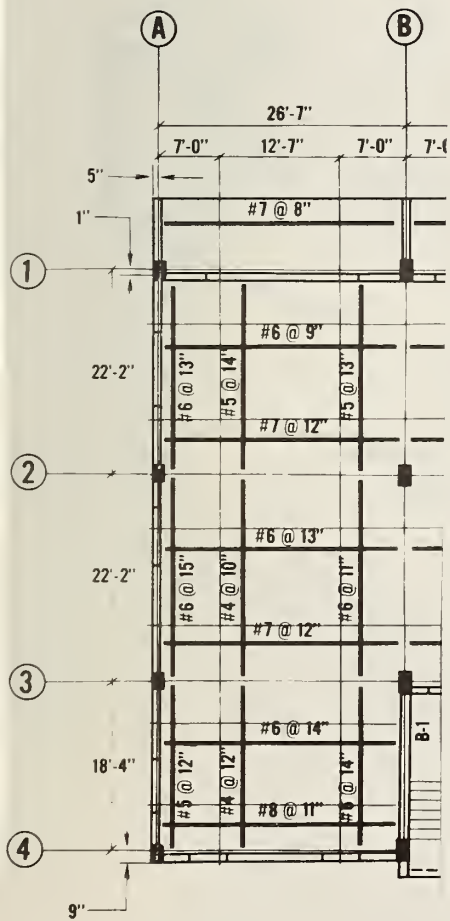 A B
26'-7"
7'-0" 12'-7" 7'-0"
5"
#7 @ 8"
1"
1
#6 @ 9"
22'-2"
#6 @ 13"
#5 @ 14"
#5 @ 13"
#7 @ 12"
2
#6 @ 13"
22'-2"
#6 @ 15"
#4 @ 10"
#6 @ 11"
#7 @ 12"
3
B-1
#6 @ 14"
18'-4"
#5 @ 12"
#4 @ 12"
#6 @ 14"
#8 @ 11"
4
9"